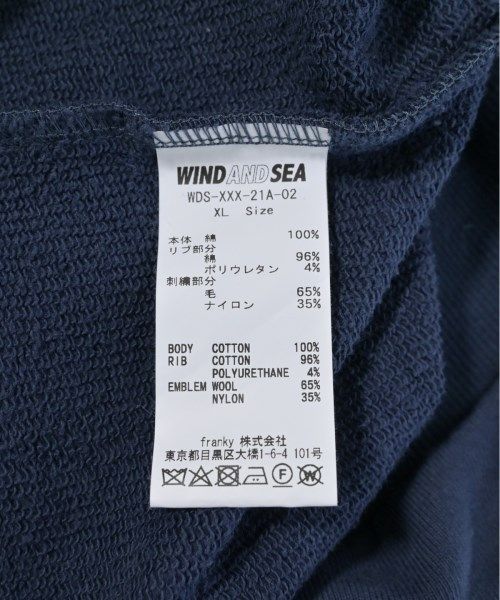 WIND AND SEA
WDS-XXX-21A-02
XL Size
本体 綿 100%
リブ部分
綿 96%
ポリウレタン 4%
刺繍部分
毛 65%
ナイロン 35%
BODY COTTON 100%
RIB COTTON 96%
POLYURETHANE 4%
EMBLEM WOOL 65%
NYLON 35%
franky 株式会社
東京都目黒区大橋1-6-4 101号
F W